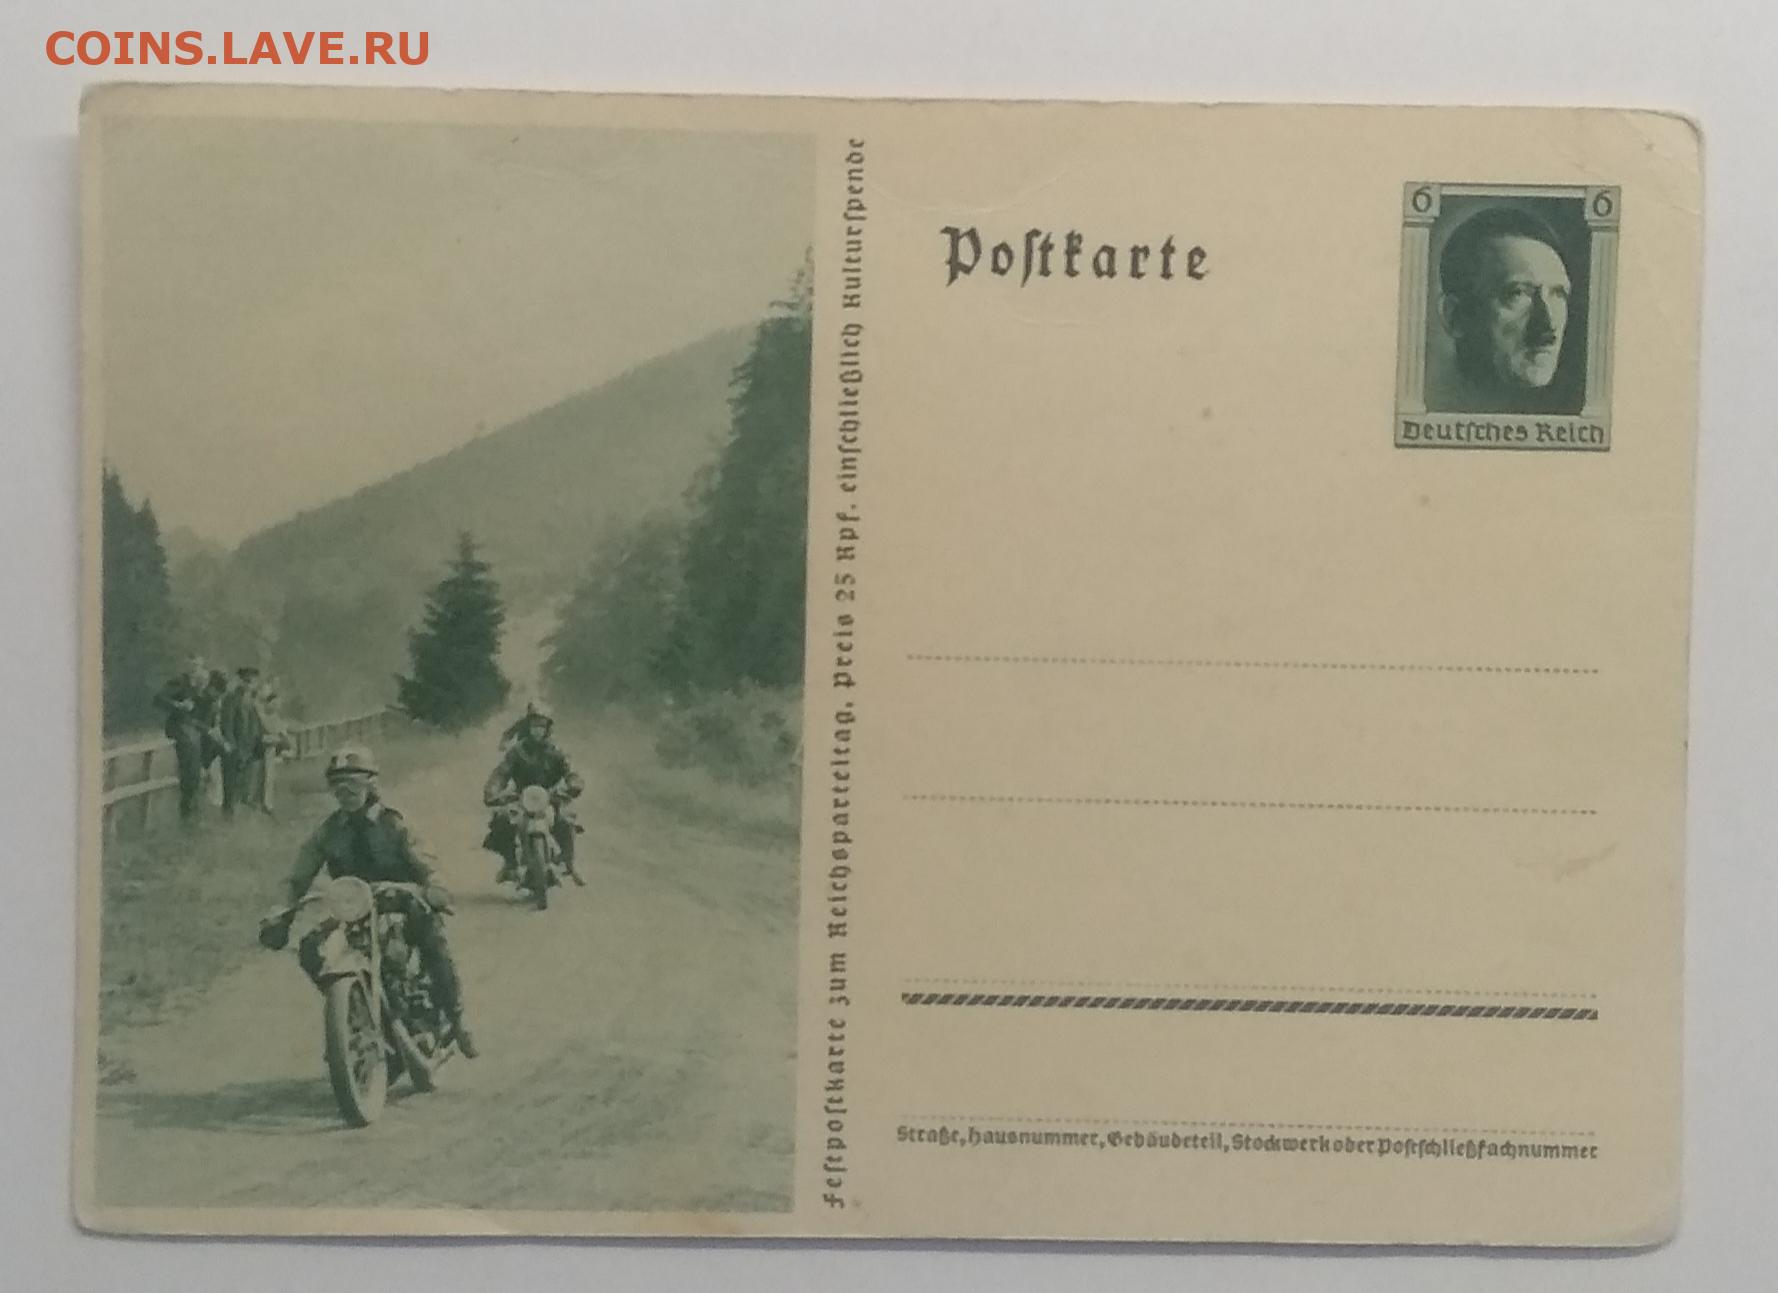 COINS.LAVE.RU
Festpostkarte zum Reichsparteitag, Preis 25 Rpf. einschließlich Kulturspende
Postkarte
6 6
Deutsches Reich
Straße, Hausnummer, Gebäudeteil, Stockwerk oder Postschließfachnummer